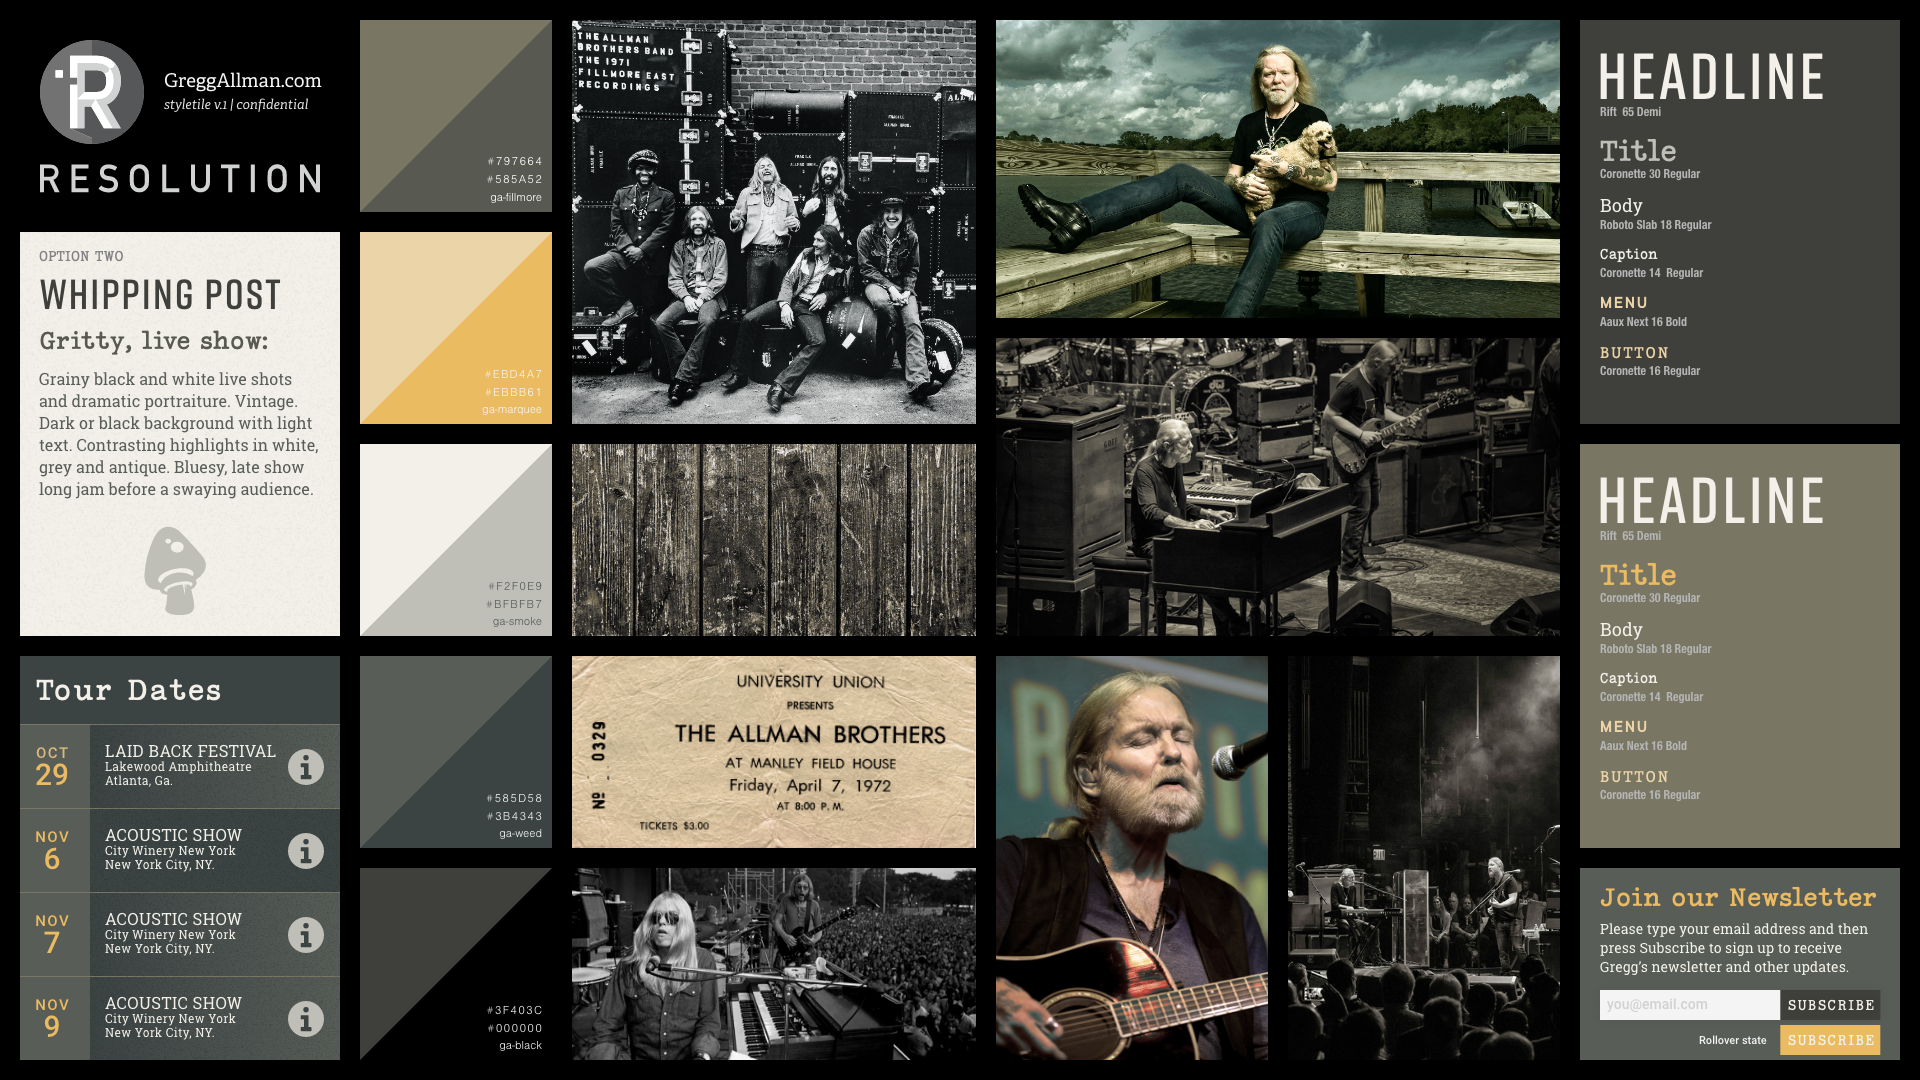 R
GreggAllman.com
styletile v.1 | confidential
RESOLUTION
OPTION TWO
WHIPPING POST
Gritty, live show:
Grainy black and white live shots
and dramatic portraiture. Vintage.
Dark or black background with light
text. Contrasting highlights in white,
grey and antique. Bluesy, late show
long jam before a swaying audience.
Tour Dates
OCT
29
LAID BACK FESTIVAL
Lakewood Amphitheatre
Atlanta, Ga.
NOV
6
ACOUSTIC SHOW
City Winery New York
New York City, NY.
NOV
7
ACOUSTIC SHOW
City Winery New York
New York City, NY.
NOV
9
ACOUSTIC SHOW
City Winery New York
New York City, NY.
#797664
#585A52
ga-fillmore
#EBD4A7
#EBBB61
ga-marquee
#F2F0E9
#BFBFB7
ga-smoke
#585D58
#3B4343
ga-weed
#3F403C
#000000
ga-black
THE ALLMAN
BROTHERS BAND
THE 1971
FILLMORE EAST
RECORDINGS
UNIVERSITY UNION
PRESENTS
THE ALLMAN BROTHERS
AT MANLEY FIELD HOUSE
Friday, April 7, 1972
AT 8:00 P. M.
TICKETS $3.00
Nº 0329
HEADLINE
Rift 65 Demi
Title
Coronette 30 Regular
Body
Roboto Slab 18 Regular
Caption
Coronette 14 Regular
MENU
Aaux Next 16 Bold
BUTTON
Coronette 16 Regular
HEADLINE
Rift 65 Demi
Title
Coronette 30 Regular
Body
Roboto Slab 18 Regular
Caption
Coronette 14 Regular
MENU
Aaux Next 16 Bold
BUTTON
Coronette 16 Regular
Join our Newsletter
Please type your email address and then
press Subscribe to sign up to receive
Gregg's newsletter and other updates.
you@email.com
SUBSCRIBE
Rollover state
SUBSCRIBE